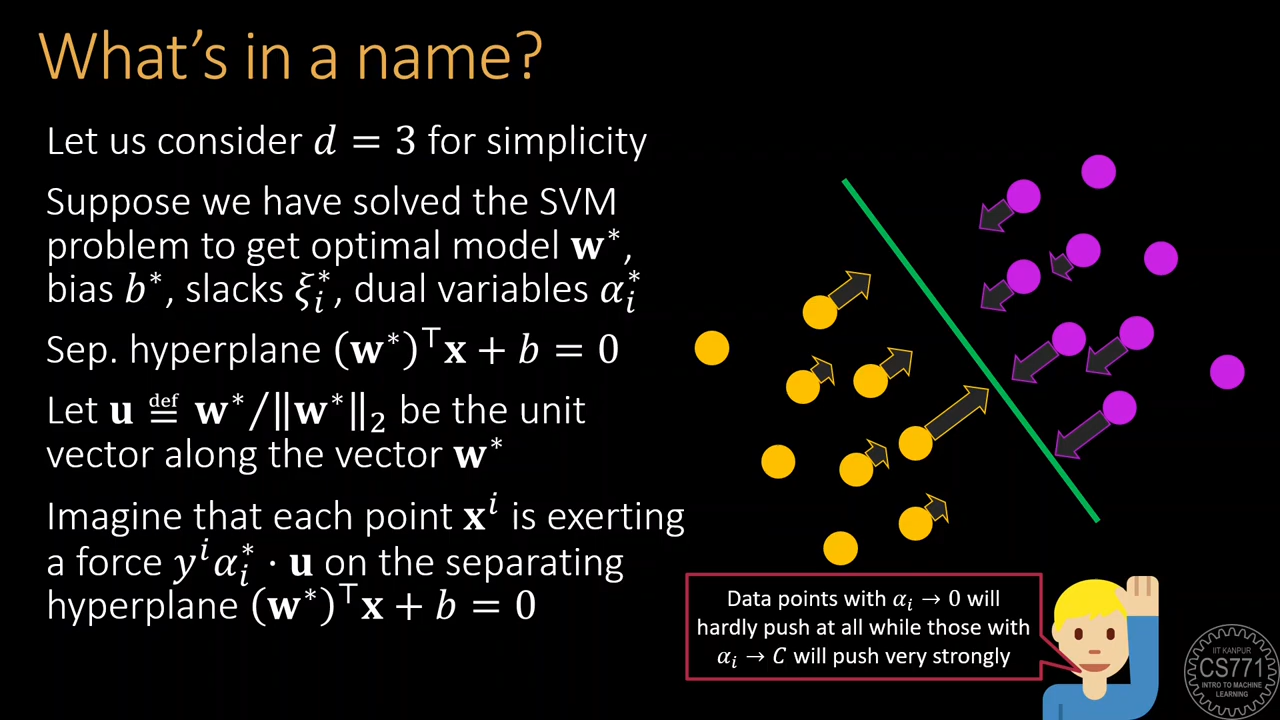 What's in a name?
Let us consider 𝑑 = 3 for simplicity
Suppose we have solved the SVM
problem to get optimal model 𝐰*,
bias 𝑏*, slacks 𝜉ᵢ*, dual variables 𝛼ᵢ*
Sep. hyperplane (𝐰*)⊤𝐱 + 𝑏 = 0
Let 𝐮 ≝ 𝐰*/‖𝐰*‖₂ be the unit
vector along the vector 𝐰*
Imagine that each point 𝐱ⁱ is exerting
a force 𝑦ⁱ𝛼ᵢ* · 𝐮 on the separating
hyperplane (𝐰*)⊤𝐱 + 𝑏 = 0
Data points with 𝛼ᵢ → 0 will
hardly push at all while those with
𝛼ᵢ → 𝐶 will push very strongly
IIT KANPUR
CS771
INTRO TO MACHINE
LEARNING